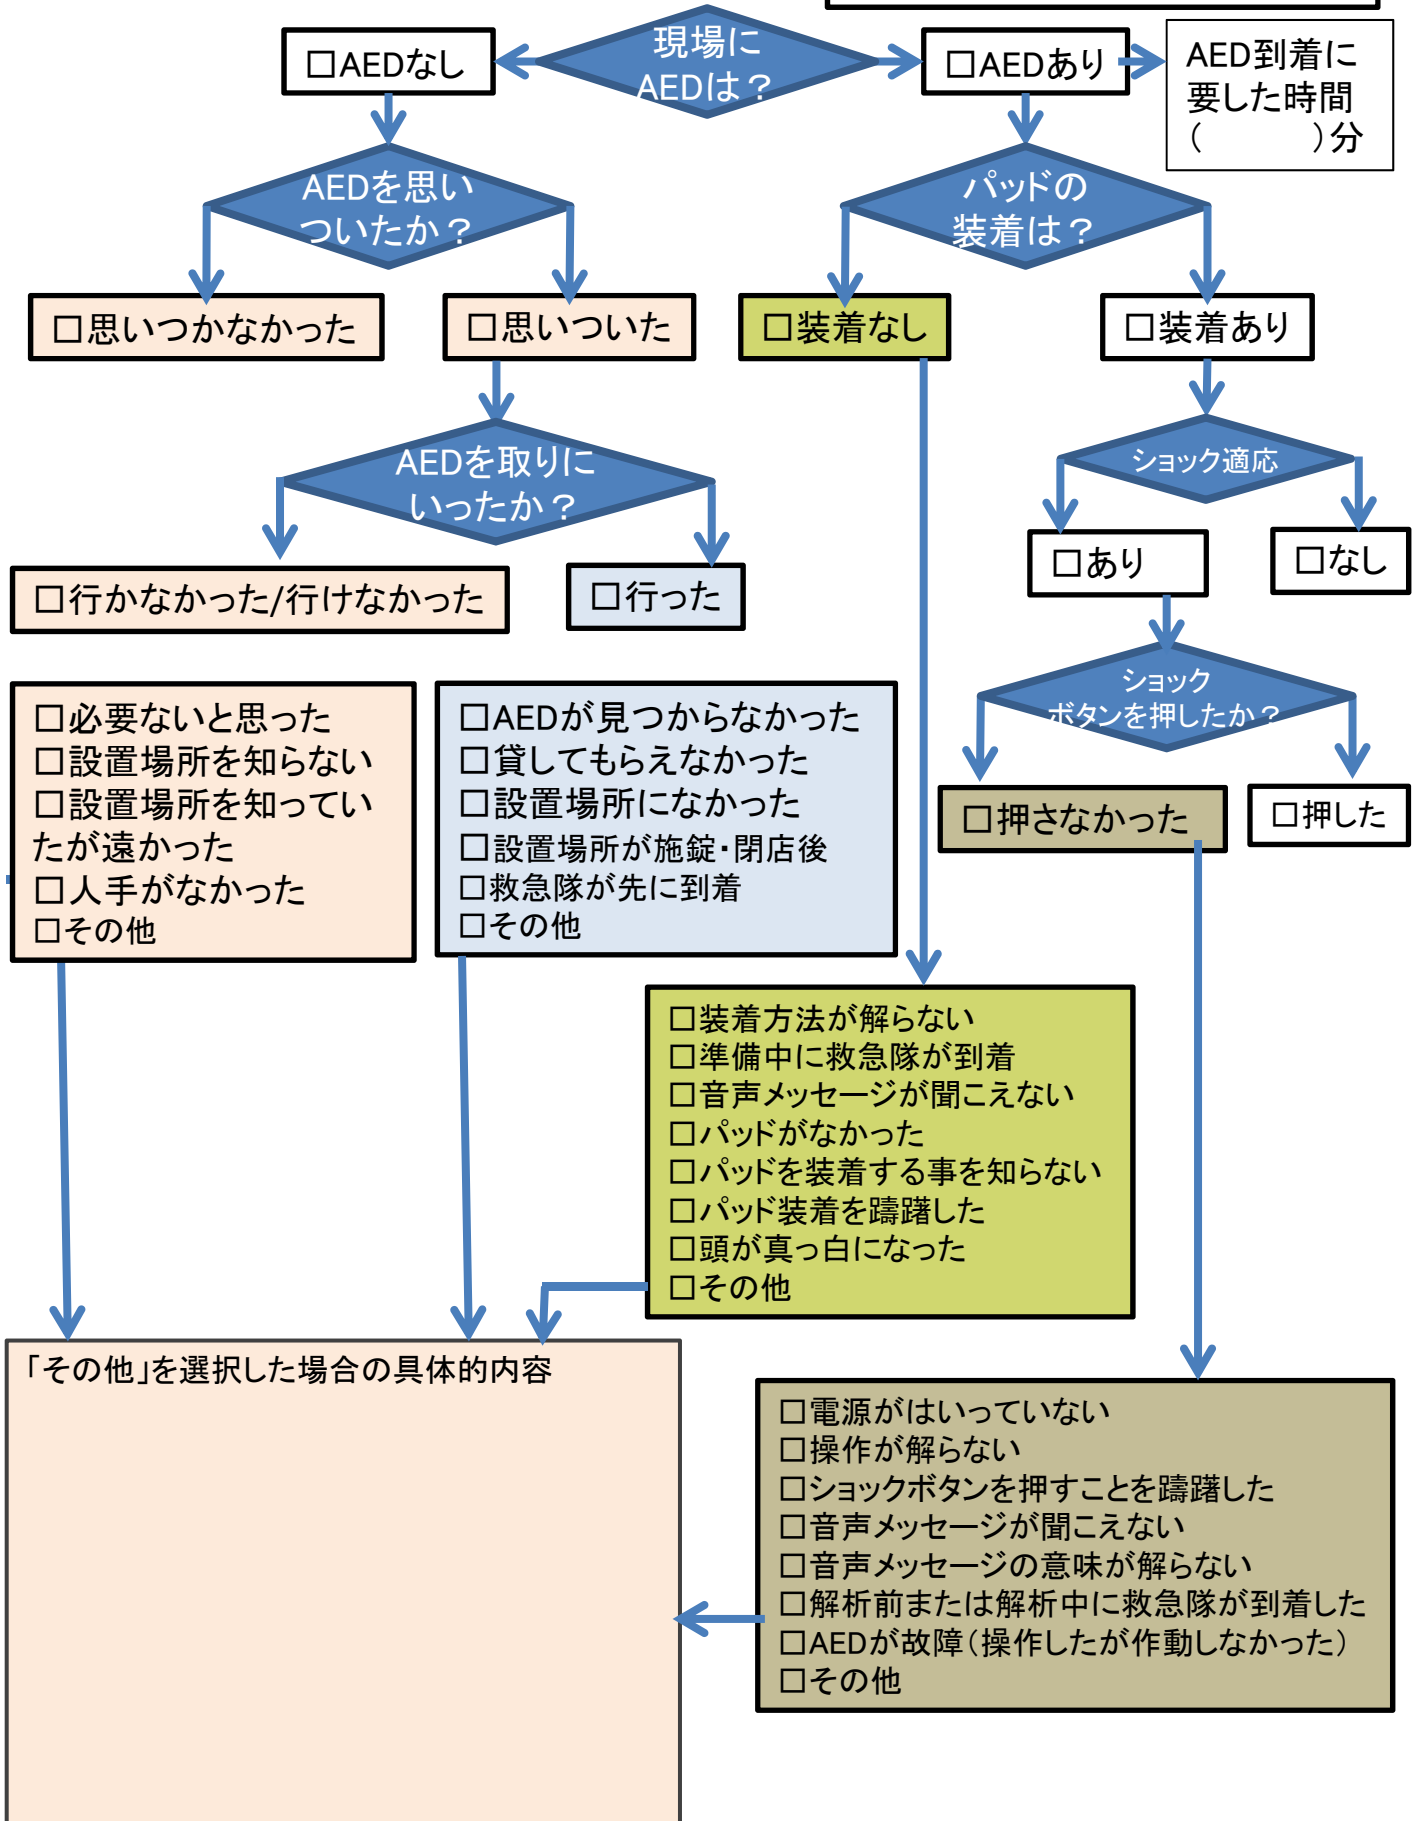 現場に
AEDは？
□AEDなし
□AEDあり
AED到着に
要した時間
（　　　）分
AEDを思い
ついたか？
パッドの
装着は？
□思いつかなかった
□思いついた
□装着なし
□装着あり
AEDを取りに
いったか？
ショック適応
□行かなかった/行けなかった
□行った
□あり
□なし
ショック
ボタンを押したか？
□必要ないと思った
□設置場所を知らない
□設置場所を知ってい
たが遠かった
□人手がなかった
□その他
□AEDが見つからなかった
□貸してもらえなかった
□設置場所になかった
□設置場所が施錠・閉店後
□救急隊が先に到着
□その他
□押さなかった
□押した
□装着方法が解らない
□準備中に救急隊が到着
□音声メッセージが聞こえない
□パッドがなかった
□パッドを装着する事を知らない
□パッド装着を躊躇した
□頭が真っ白になった
□その他
「その他」を選択した場合の具体的内容
□電源がはいっていない
□操作が解らない
□ショックボタンを押すことを躊躇した
□音声メッセージが聞こえない
□音声メッセージの意味が解らない
□解析前または解析中に救急隊が到着した
□AEDが故障（操作したが作動しなかった）
□その他